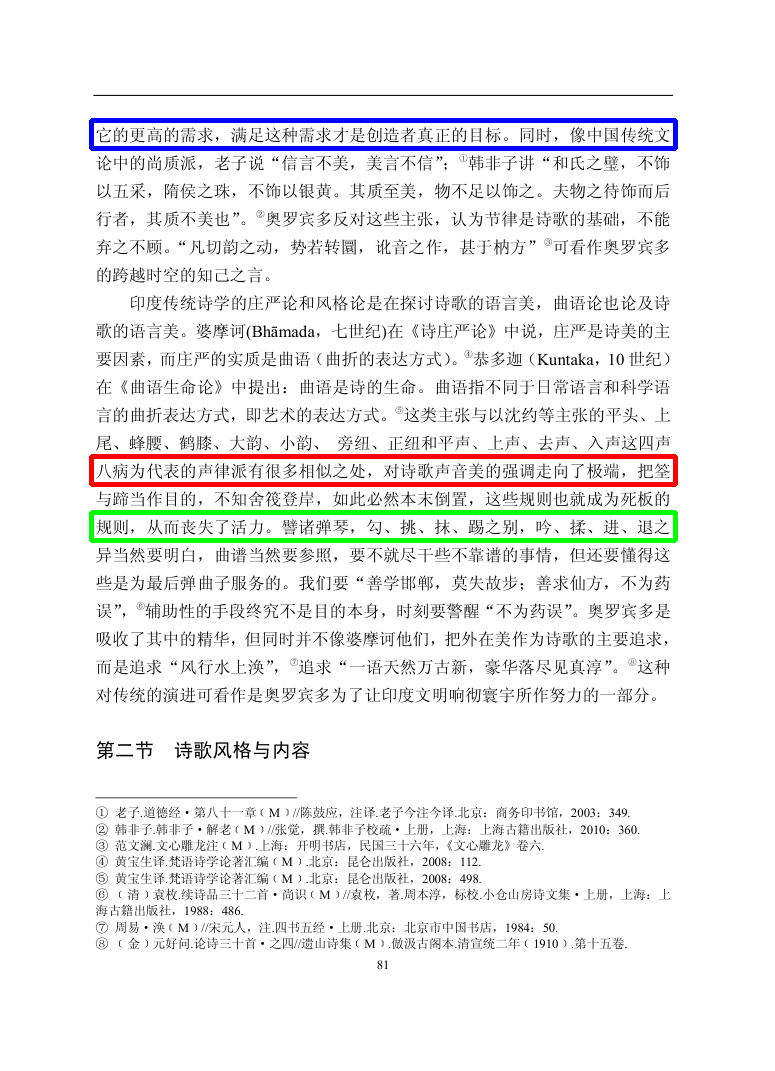 它的更高的需求，满足这种需求才是创造者真正的目标。同时，像中国传统文
论中的尚质派，老子说“信言不美，美言不信”；①韩非子讲“和氏之璧，不饰
以五采，隋侯之珠，不饰以银黄。其质至美，物不足以饰之。夫物之待饰而后
行者，其质不美也”。②奥罗宾多反对这些主张，认为节律是诗歌的基础，不能
弃之不顾。“凡切韵之动，势若转圜，讹音之作，甚于枘方”③可看作奥罗宾多
的跨越时空的知己之言。
印度传统诗学的庄严论和风格论是在探讨诗歌的语言美，曲语论也论及诗
歌的语言美。婆摩诃(Bhāmada，七世纪)在《诗庄严论》中说，庄严是诗美的主
要因素，而庄严的实质是曲语（曲折的表达方式）。④恭多迦（Kuntaka，10 世纪）
在《曲语生命论》中提出：曲语是诗的生命。曲语指不同于日常语言和科学语
言的曲折表达方式，即艺术的表达方式。⑤这类主张与以沈约等主张的平头、上
尾、蜂腰、鹤膝、大韵、小韵、 旁纽、正纽和平声、上声、去声、入声这四声
八病为代表的声律派有很多相似之处，对诗歌声音美的强调走向了极端，把筌
与蹄当作目的，不知舍筏登岸，如此必然本末倒置，这些规则也就成为死板的
规则，从而丧失了活力。譬诸弹琴，勾、挑、抹、踢之别，吟、揉、进、退之
异当然要明白，曲谱当然要参照，要不就尽干些不靠谱的事情，但还要懂得这
些是为最后弹曲子服务的。我们要“善学邯郸，莫失故步；善求仙方，不为药
误”，⑥辅助性的手段终究不是目的本身，时刻要警醒“不为药误”。奥罗宾多是
吸收了其中的精华，但同时并不像婆摩诃他们，把外在美作为诗歌的主要追求，
而是追求“风行水上涣”，⑦追求“一语天然万古新，豪华落尽见真淳”。⑧这种
对传统的演进可看作是奥罗宾多为了让印度文明响彻寰宇所作努力的一部分。
第二节　诗歌风格与内容
① 老子.道德经·第八十一章﹙M﹚//陈鼓应，注译.老子今注今译.北京：商务印书馆，2003：349.
② 韩非子.韩非子·解老﹙M﹚//张觉，撰.韩非子校疏·上册，上海：上海古籍出版社，2010：360.
③ 范文澜.文心雕龙注﹙M﹚.上海：开明书店，民国三十六年，《文心雕龙》卷六.
④ 黄宝生译.梵语诗学论著汇编﹙M﹚.北京：昆仑出版社，2008：112.
⑤ 黄宝生译.梵语诗学论著汇编﹙M﹚.北京：昆仑出版社，2008：498.
⑥ ﹙清﹚袁枚.续诗品三十二首·尚识﹙M﹚//袁枚，著.周本淳，标校.小仓山房诗文集·上册，上海：上
海古籍出版社，1988：486.
⑦ 周易·涣﹙M﹚//宋元人，注.四书五经·上册.北京：北京市中国书店，1984：50.
⑧ ﹙金﹚元好问.论诗三十首·之四//遗山诗集﹙M﹚.倣汲古阁本.清宣统二年﹙1910﹚.第十五卷.
81